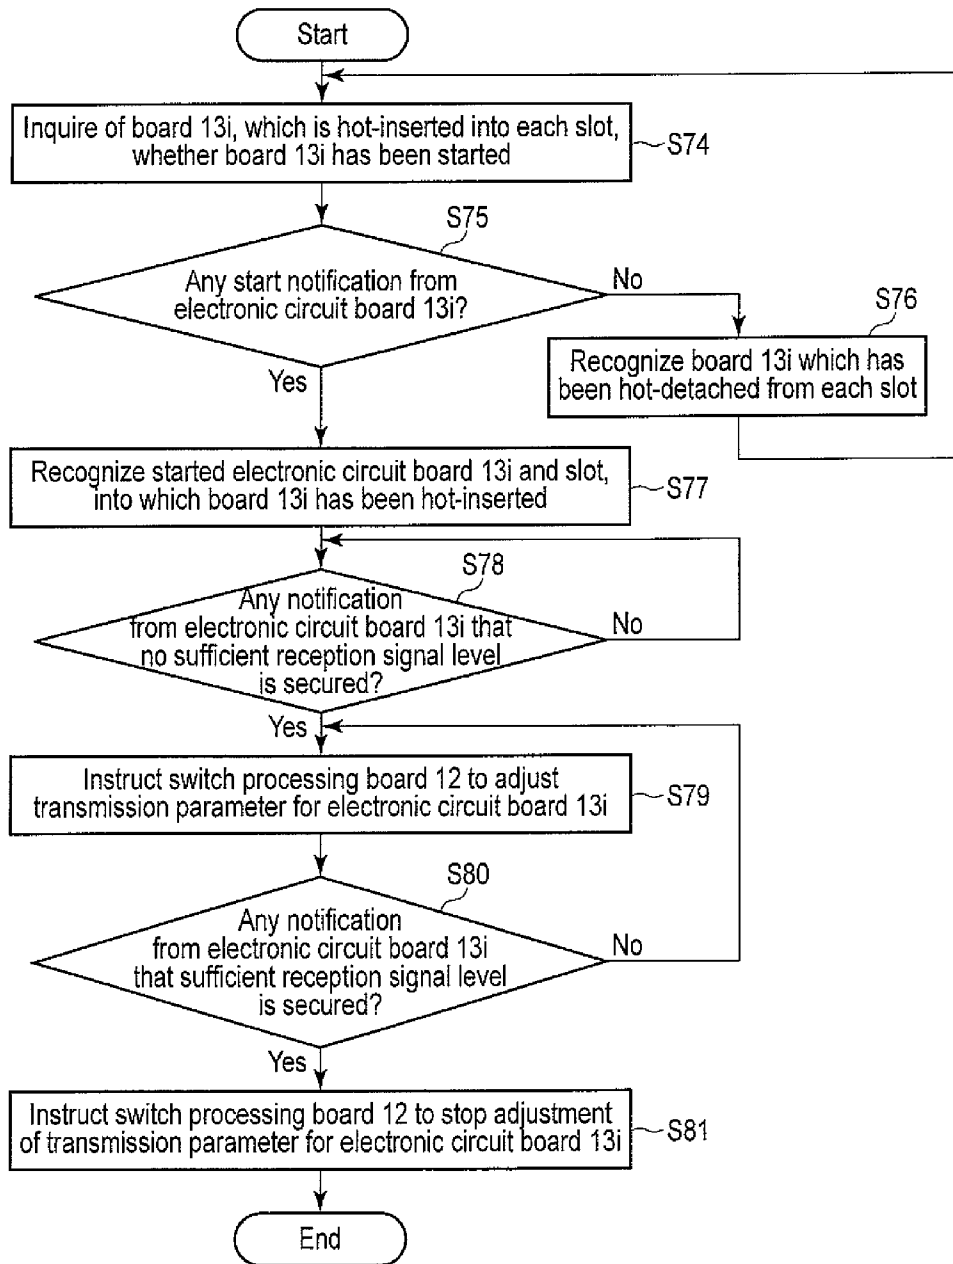 Start
Inquire of board 13i, which is hot-inserted into each slot,
whether board 13i has been started
S74
S75
Any start notification from
electronic circuit board 13i?
No
Yes
S76
Recognize board 13i which has
been hot-detached from each slot
Recognize started electronic circuit board 13i and slot,
into which board 13i has been hot-inserted
S77
S78
Any notification
from electronic circuit board 13i that
no sufficient reception signal level
is secured?
No
Yes
Instruct switch processing board 12 to adjust
transmission parameter for electronic circuit board 13i
S79
S80
Any notification
from electronic circuit board 13i
that sufficient reception signal level
is secured?
No
Yes
Instruct switch processing board 12 to stop adjustment
of transmission parameter for electronic circuit board 13i
S81
End